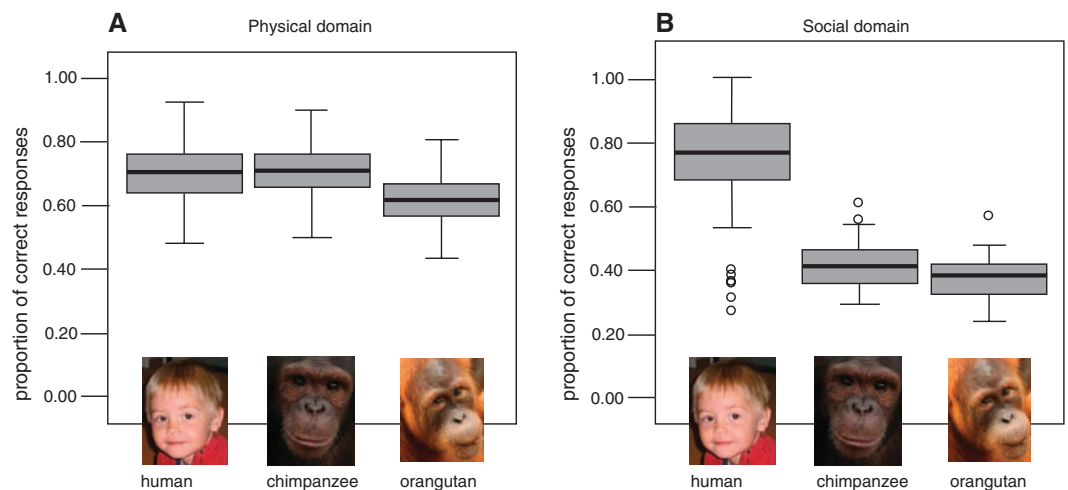 A
Physical domain
proportion of correct responses
1.00
0.80
0.60
0.40
0.20
0.00
human
chimpanzee
orangutan
B
Social domain
proportion of correct responses
1.00
0.80
0.60
0.40
0.20
0.00
human
chimpanzee
orangutan